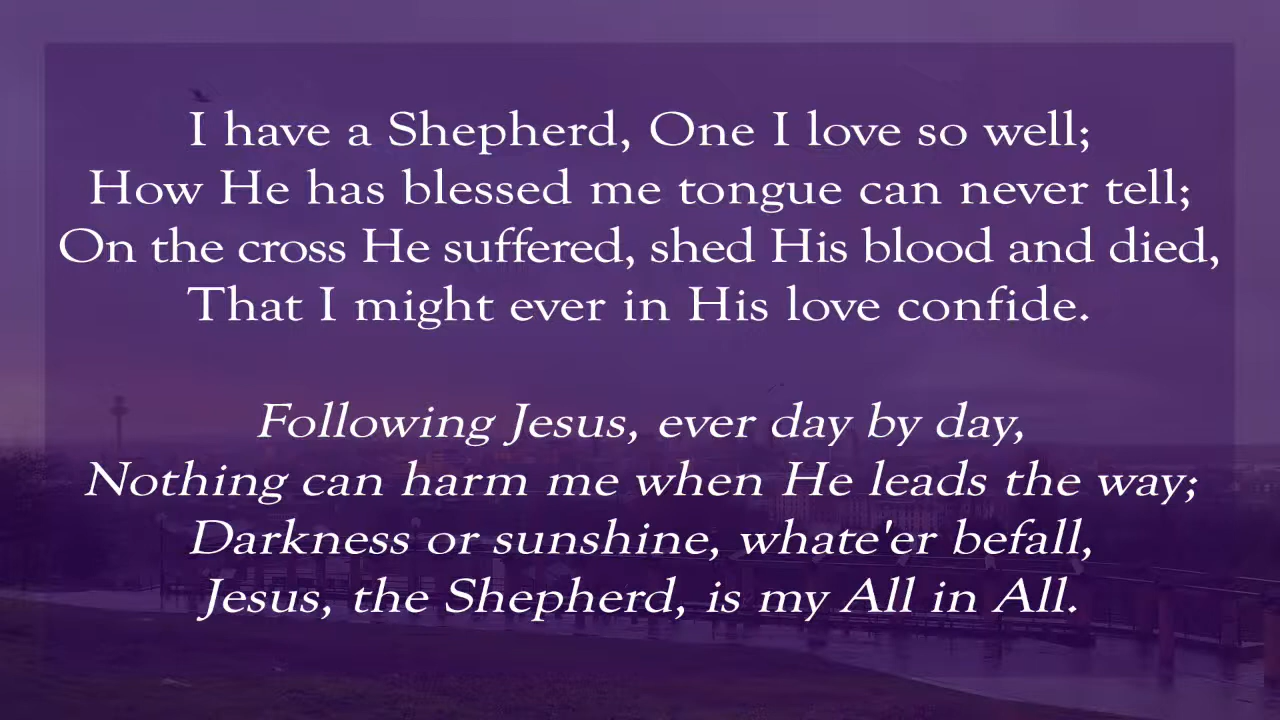 I have a Shepherd, One I love so well;
How He has blessed me tongue can never tell;
On the cross He suffered, shed His blood and died,
That I might ever in His love confide.
Following Jesus, ever day by day,
Nothing can harm me when He leads the way;
Darkness or sunshine, whate'er befall,
Jesus, the Shepherd, is my All in All.